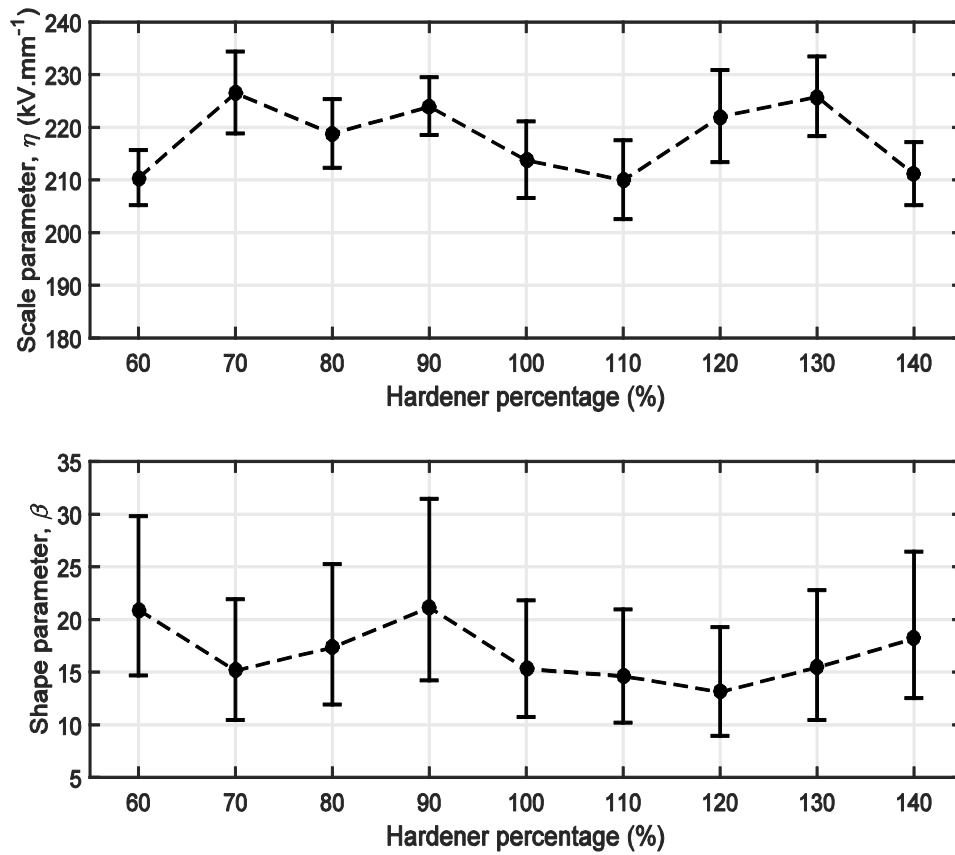 Scale parameter, η (kV.mm⁻¹)
240
230
220
210
200
190
180
60 70 80 90 100 110 120 130 140
Hardener percentage (%)
Shape parameter, β
35
30
25
20
15
10
5
60 70 80 90 100 110 120 130 140
Hardener percentage (%)